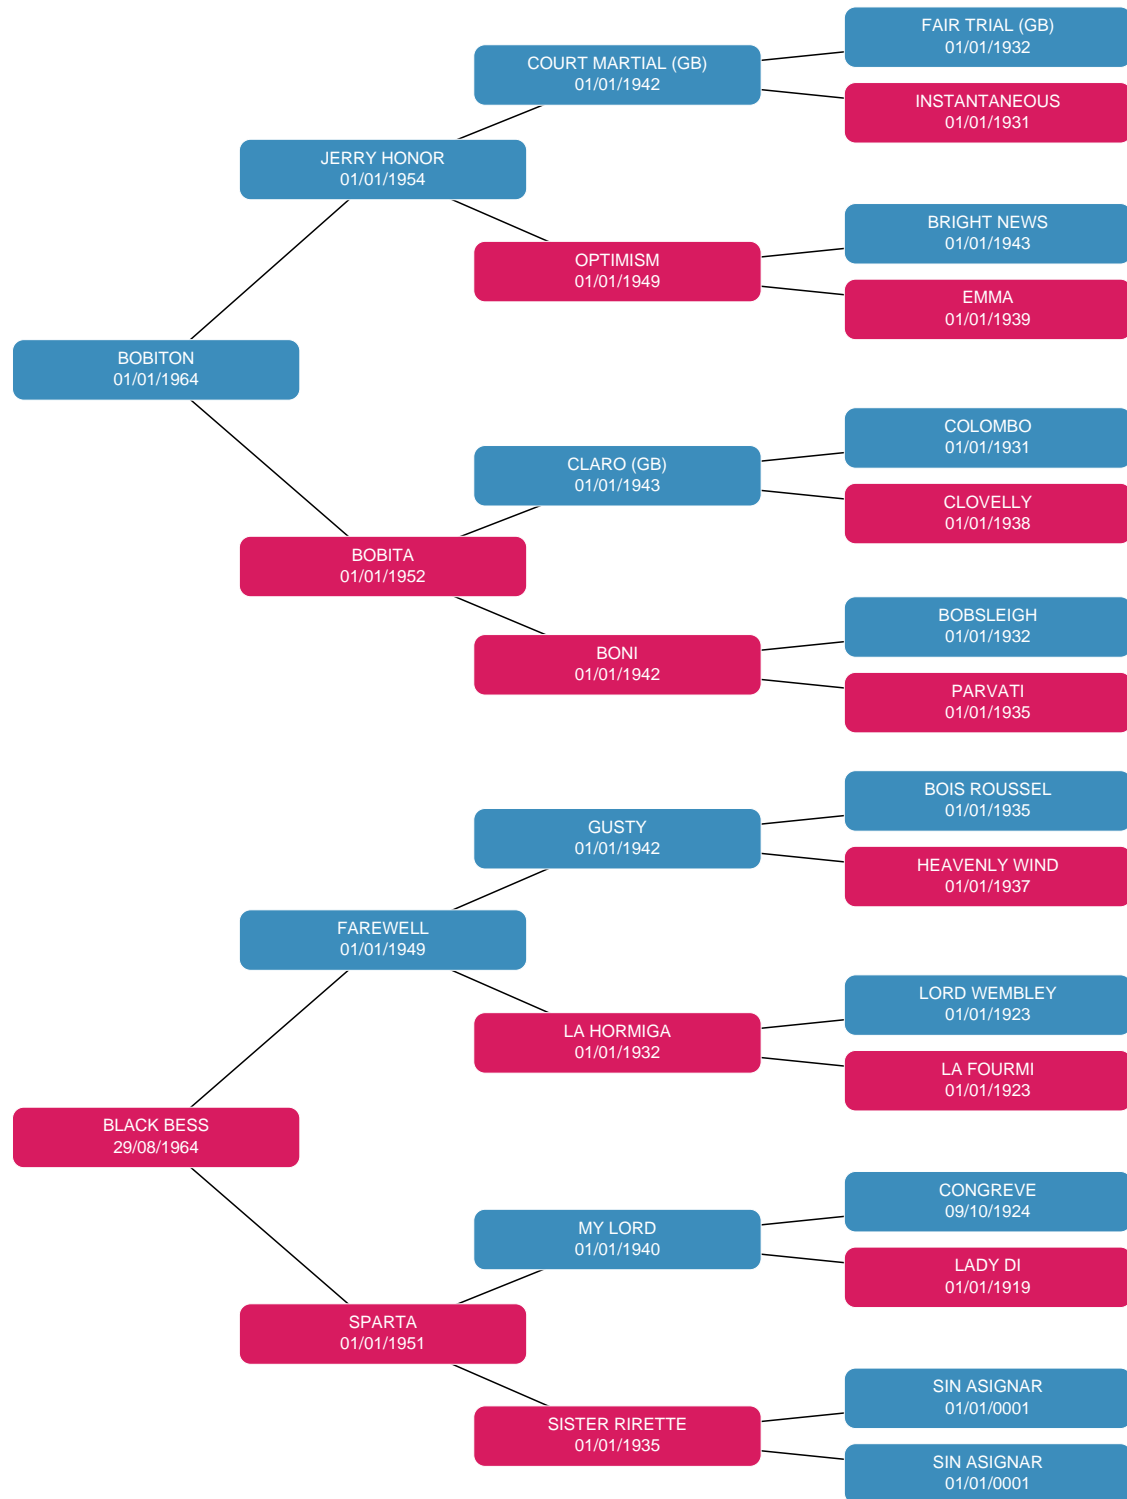 FAIR TRIAL (GB)
01/01/1932
COURT MARTIAL (GB)
01/01/1942
INSTANTANEOUS
01/01/1931
JERRY HONOR
01/01/1954
BRIGHT NEWS
01/01/1943
OPTIMISM
01/01/1949
EMMA
01/01/1939
BOBITON
01/01/1964
COLOMBO
01/01/1931
CLARO (GB)
01/01/1943
CLOVELLY
01/01/1938
BOBITA
01/01/1952
BOBSLEIGH
01/01/1932
BONI
01/01/1942
PARVATI
01/01/1935
BOIS ROUSSEL
01/01/1935
GUSTY
01/01/1942
HEAVENLY WIND
01/01/1937
FAREWELL
01/01/1949
LORD WEMBLEY
01/01/1923
LA HORMIGA
01/01/1932
LA FOURMI
01/01/1923
BLACK BESS
29/08/1964
CONGREVE
09/10/1924
MY LORD
01/01/1940
LADY DI
01/01/1919
SPARTA
01/01/1951
SIN ASIGNAR
01/01/0001
SISTER RIRETTE
01/01/1935
SIN ASIGNAR
01/01/0001